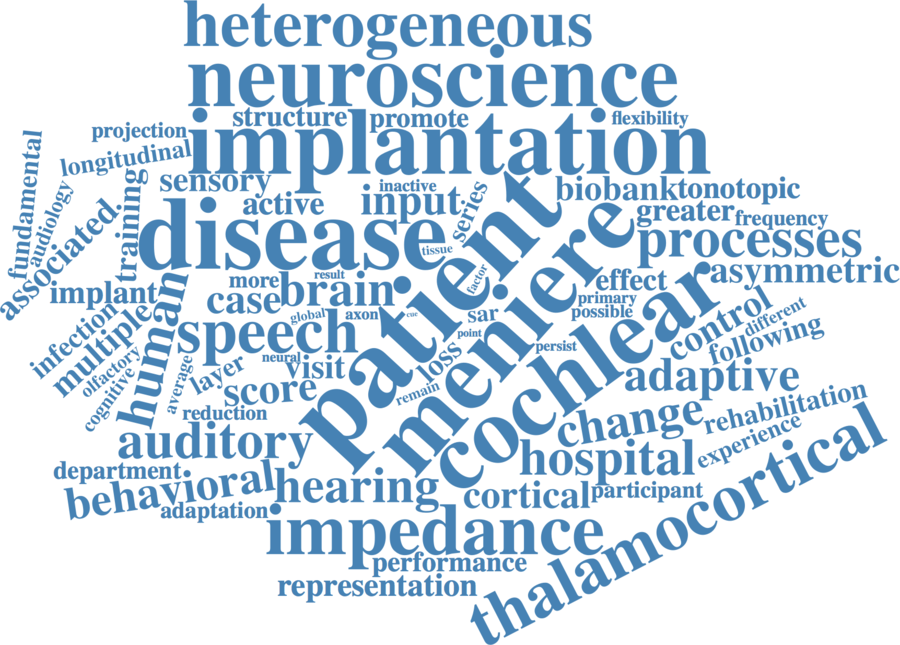 heterogeneous
neuroscience
structure promote flexibility
projection
implantation
longitudinal
fundamental
audiology
associated
training
sensory
active
inactive
input
series
biobank tonotopic
greater frequency
disease
tissue
patient
meniere
processes
asymmetric
implant
human
more result
case brain
factor
effect
primary
possible
global axon cue
sar
point
infection
multiple
olfactory
cognitive
speech
neural visit
loss
remain
persist
cochlear
control
different
following
average
layer
score
reduction
adaptive
auditory
change
rehabilitation
experience
department
hospital
behavioral
hearing
cortical participant
adaptation
impedance
thalamocortical
performance
representation